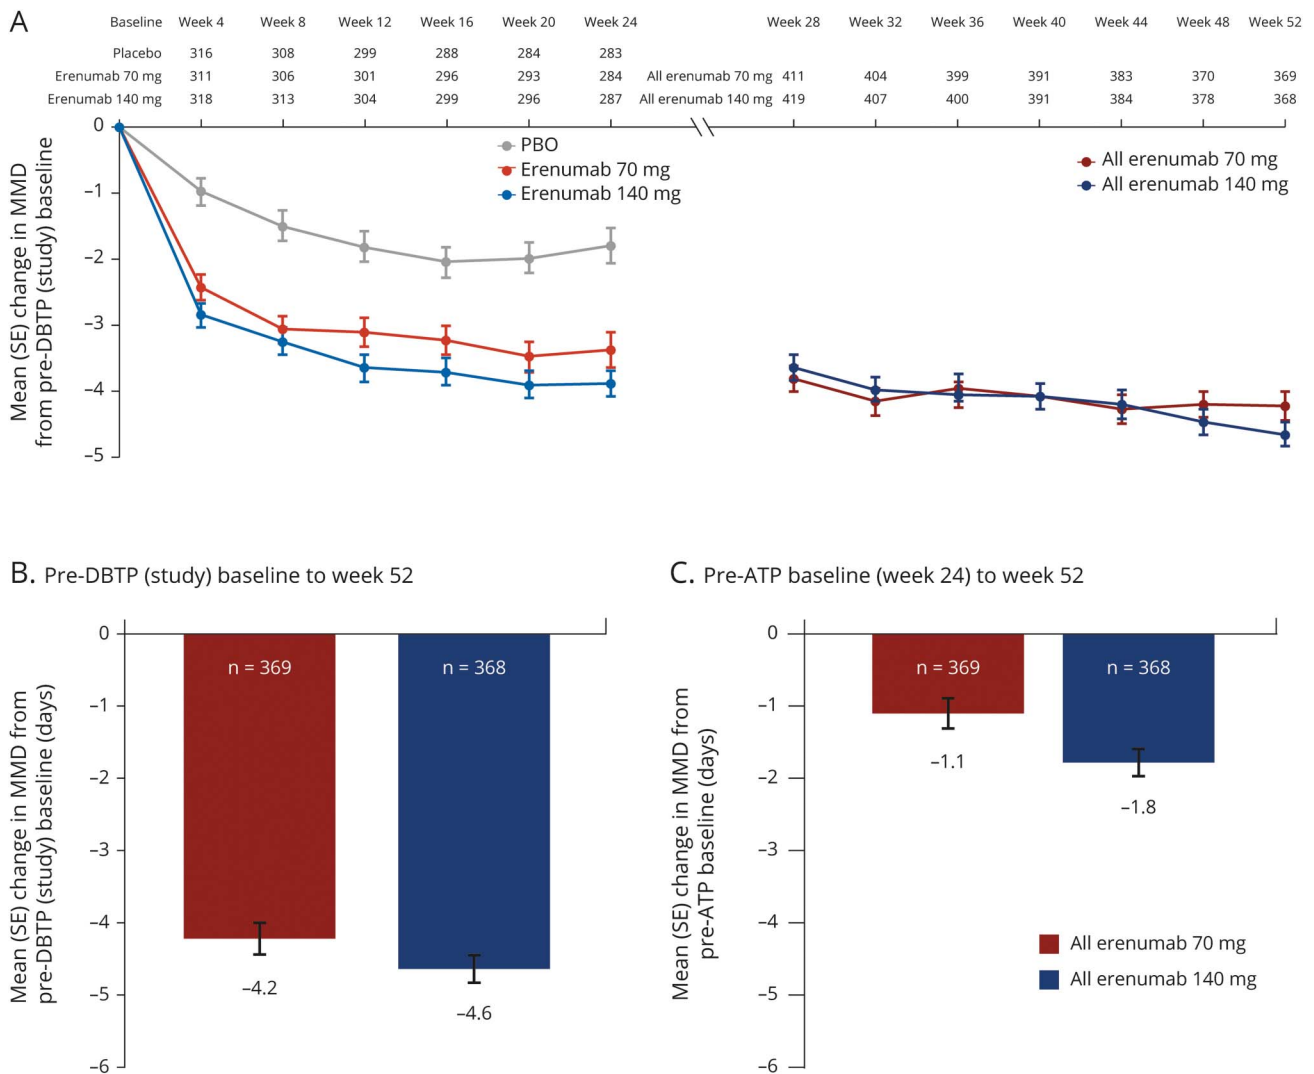 A
Baseline Week 4 Week 8 Week 12 Week 16 Week 20 Week 24 Week 28 Week 32 Week 36 Week 40 Week 44 Week 48 Week 52
Placebo 316 308 299 288 284 283
Erenumab 70 mg 311 306 301 296 293 284 All erenumab 70 mg 411 404 399 391 383 370 369
Erenumab 140 mg 318 313 304 299 296 287 All erenumab 140 mg 419 407 400 391 384 378 368
Mean (SE) change in MMD
from pre-DBTP (study) baseline
0
–1
–2
–3
–4
–5
PBO
Erenumab 70 mg
Erenumab 140 mg
All erenumab 70 mg
All erenumab 140 mg
B. Pre-DBTP (study) baseline to week 52
Mean (SE) change in MMD from
pre-DBTP (study) baseline (days)
0
–1
–2
–3
–4
–5
–6
n = 369
n = 368
–4.2
–4.6
C. Pre-ATP baseline (week 24) to week 52
Mean (SE) change in MMD from
pre-ATP baseline (days)
0
–1
–2
–3
–4
–5
–6
n = 369
n = 368
–1.1
–1.8
All erenumab 70 mg
All erenumab 140 mg